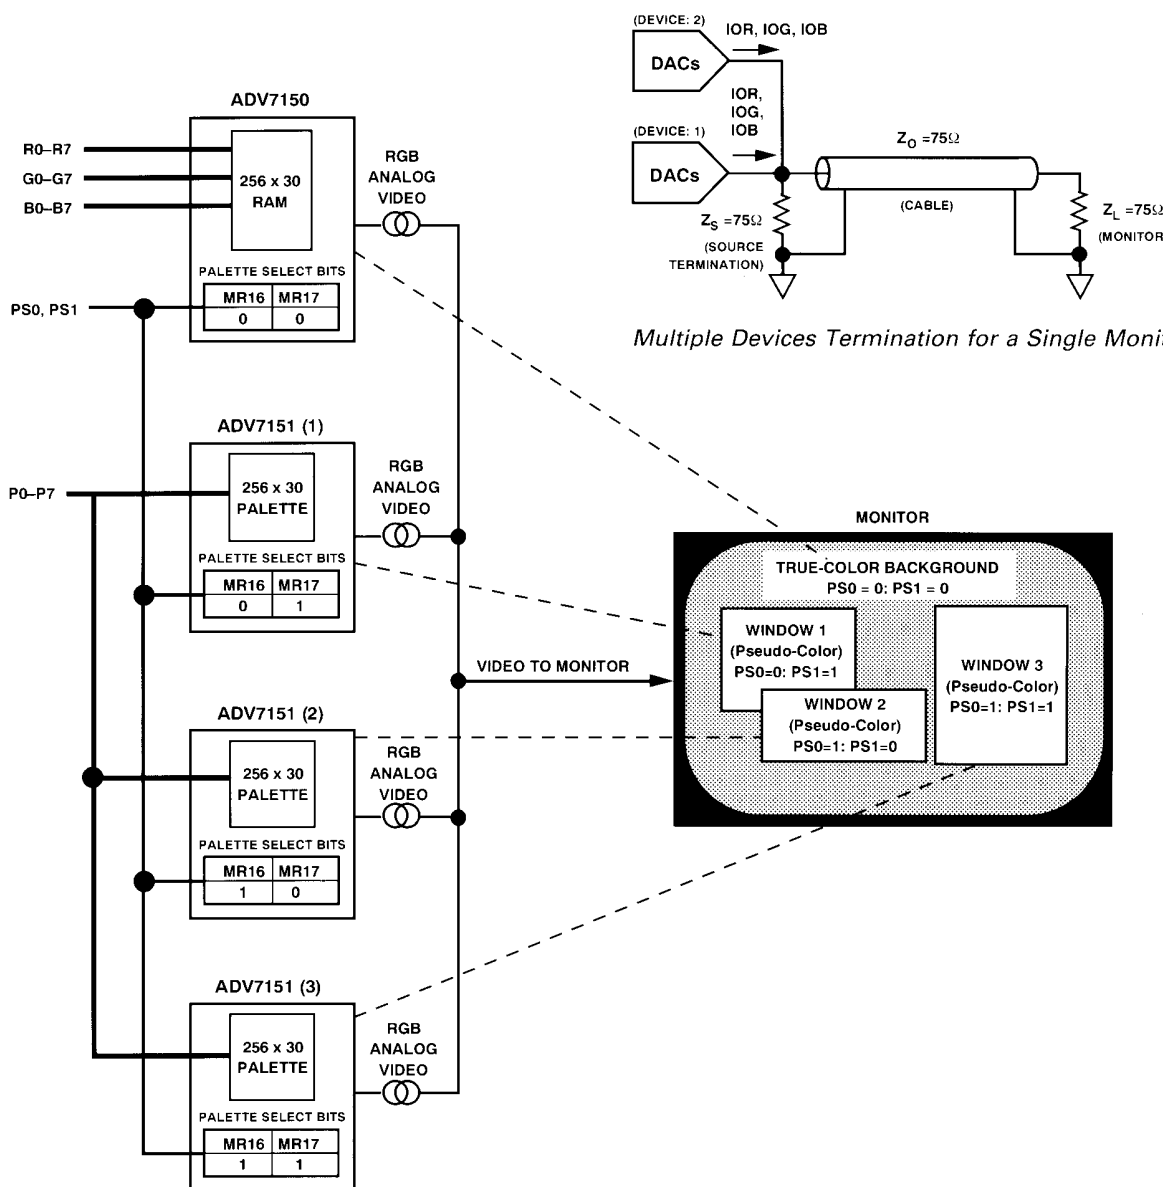 (DEVICE: 2)
IOR, IOG, IOB
DACs
IOR,
IOG,
IOB
(DEVICE: 1)
DACs
Z_O =75Ω
(CABLE)
Z_S =75Ω
(SOURCE
TERMINATION)
Z_L =75Ω
(MONITOR
Multiple Devices Termination for a Single Monit
ADV7150
R0–R7
G0–G7
B0–B7
256 x 30
RAM
RGB
ANALOG
VIDEO
PALETTE SELECT BITS
PS0, PS1
MR16 MR17
0 0
ADV7151 (1)
P0–P7
256 x 30
PALETTE
RGB
ANALOG
VIDEO
PALETTE SELECT BITS
MR16 MR17
0 1
VIDEO TO MONITOR
ADV7151 (2)
256 x 30
PALETTE
RGB
ANALOG
VIDEO
PALETTE SELECT BITS
MR16 MR17
1 0
ADV7151 (3)
256 x 30
PALETTE
RGB
ANALOG
VIDEO
PALETTE SELECT BITS
MR16 MR17
1 1
MONITOR
TRUE-COLOR BACKGROUND
PS0 = 0: PS1 = 0
WINDOW 1
(Pseudo-Color)
PS0=0: PS1=1
WINDOW 2
(Pseudo-Color)
PS0=1: PS1=0
WINDOW 3
(Pseudo-Color)
PS0=1: PS1=1